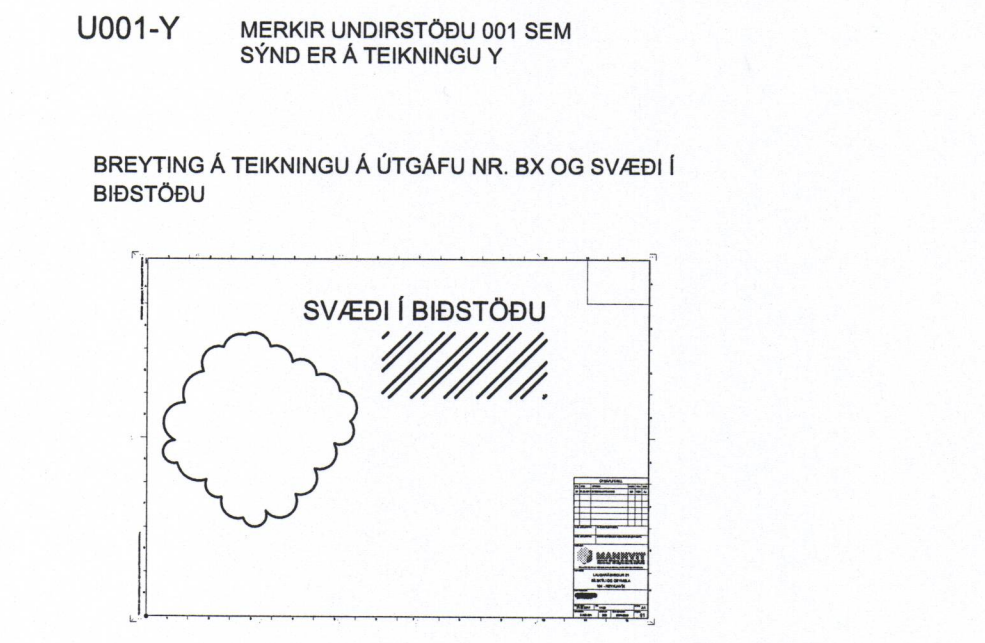 U001-Y
MERKIR UNDIRSTÖÐU 001 SEM
SÝND ER Á TEIKNINGU Y
BREYTING Á TEIKNINGU Á ÚTGÁFU NR. BX OG SVÆÐI Í
BIÐSTÖÐU
SVÆÐI Í BIÐSTÖÐU
MANNVIT